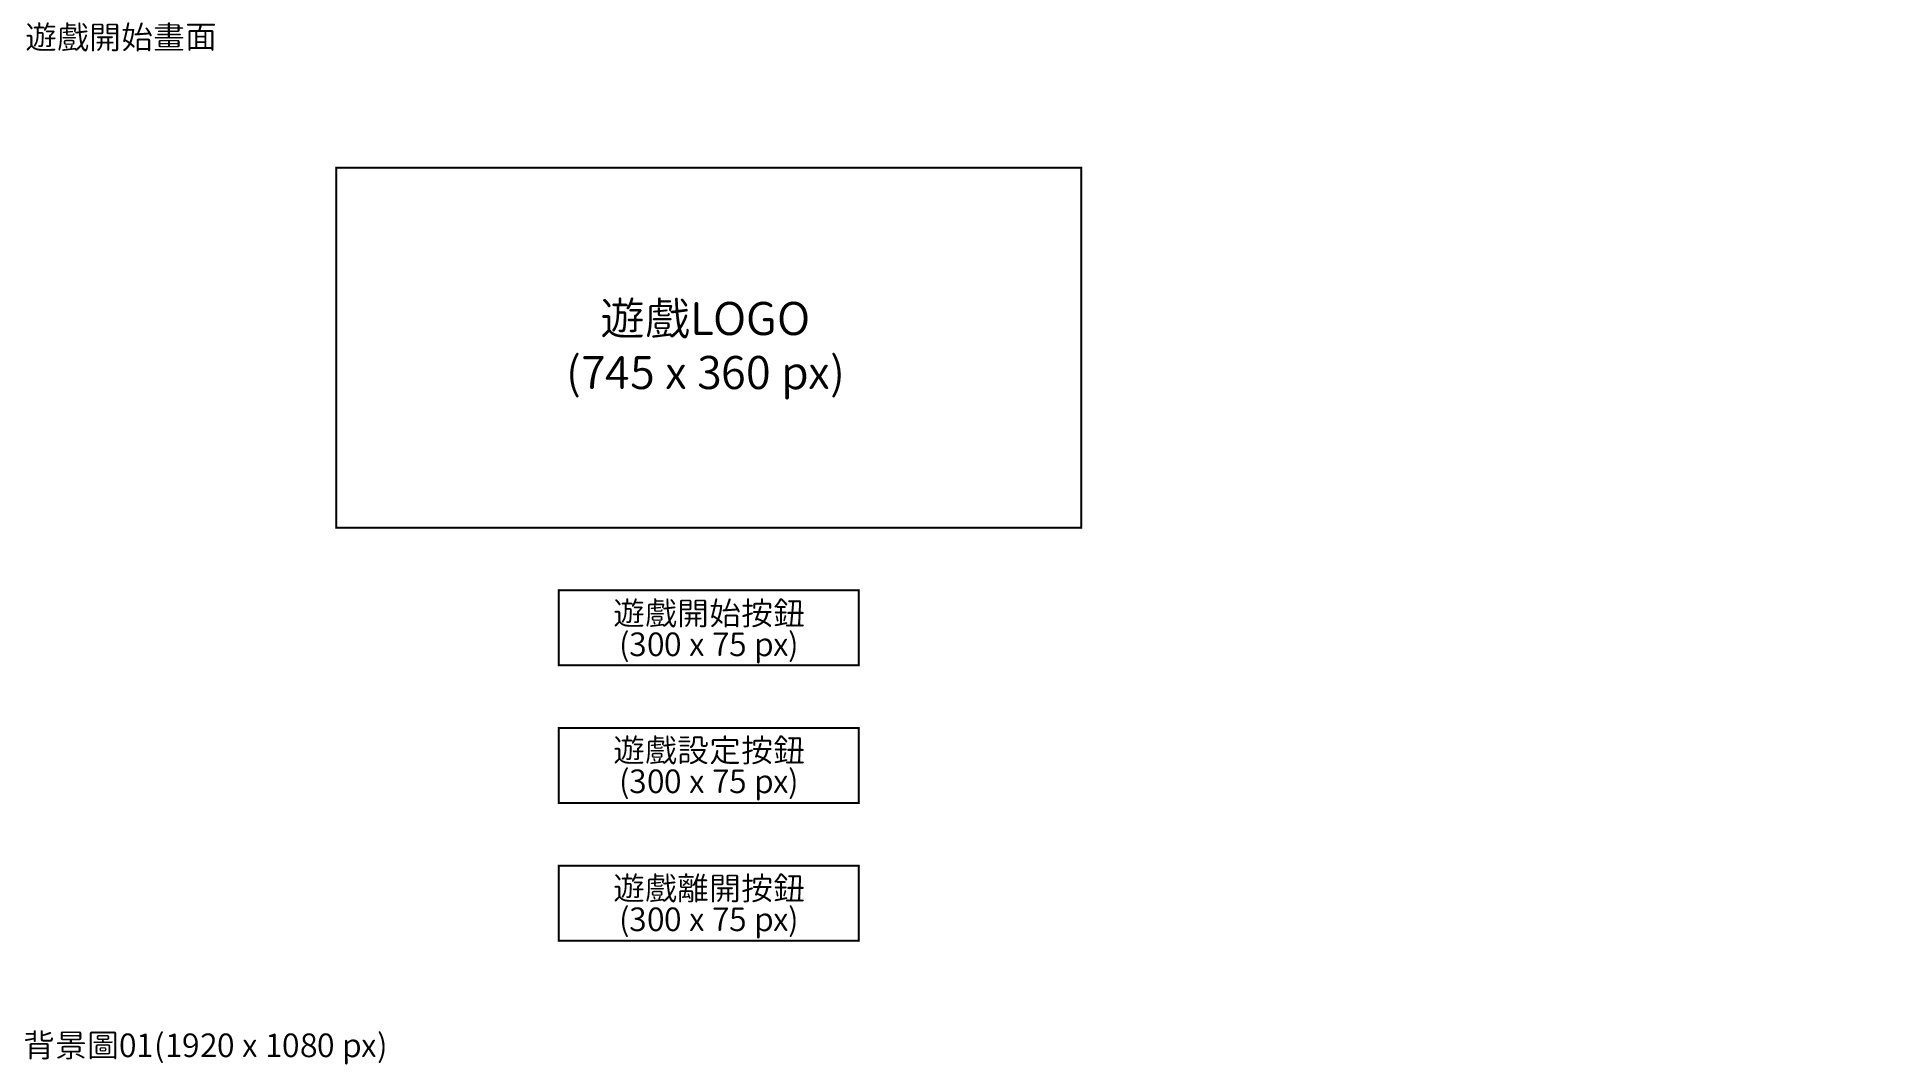 遊戲開始畫面
遊戲LOGO
(745 x 360 px)
遊戲開始按鈕
(300 x 75 px)
遊戲設定按鈕
(300 x 75 px)
遊戲離開按鈕
(300 x 75 px)
背景圖01(1920 x 1080 px)